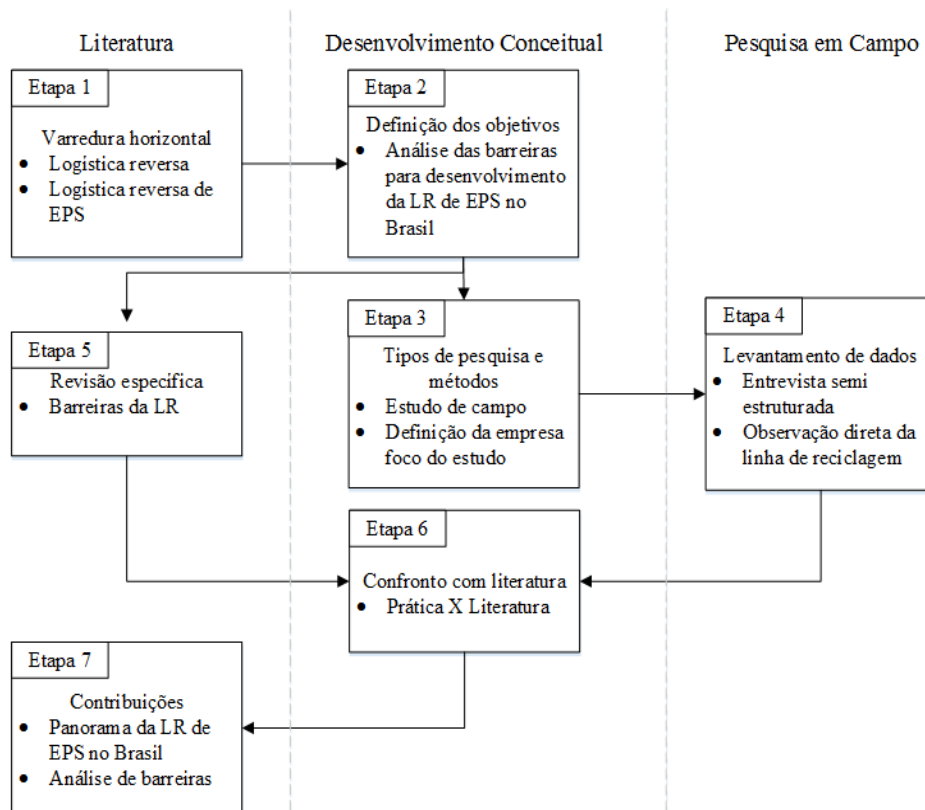 Literatura
Desenvolvimento Conceitual
Pesquisa em Campo
Etapa 1
Varredura horizontal
• Logística reversa
• Logística reversa de
EPS
Etapa 2
Definição dos objetivos
• Análise das barreiras
para desenvolvimento
da LR de EPS no
Brasil
Etapa 3
Tipos de pesquisa e
métodos
• Estudo de campo
• Definição da empresa
foco do estudo
Etapa 4
Levantamento de dados
• Entrevista semi
estruturada
• Observação direta da
linha de reciclagem
Etapa 5
Revisão específica
• Barreiras da LR
Etapa 6
Confronto com literatura
• Prática X Literatura
Etapa 7
Contribuições
• Panorama da LR de
EPS no Brasil
• Análise de barreiras